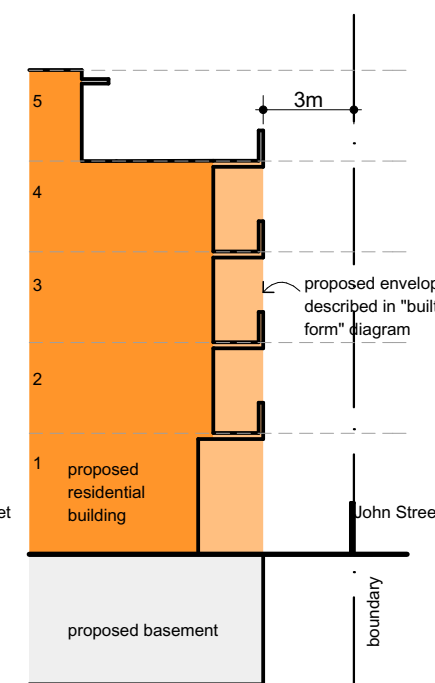 5
3m
4
3
proposed envelop
described in "built
form" diagram
2
1
proposed
residential
building
et
John Stree
proposed basement
boundary